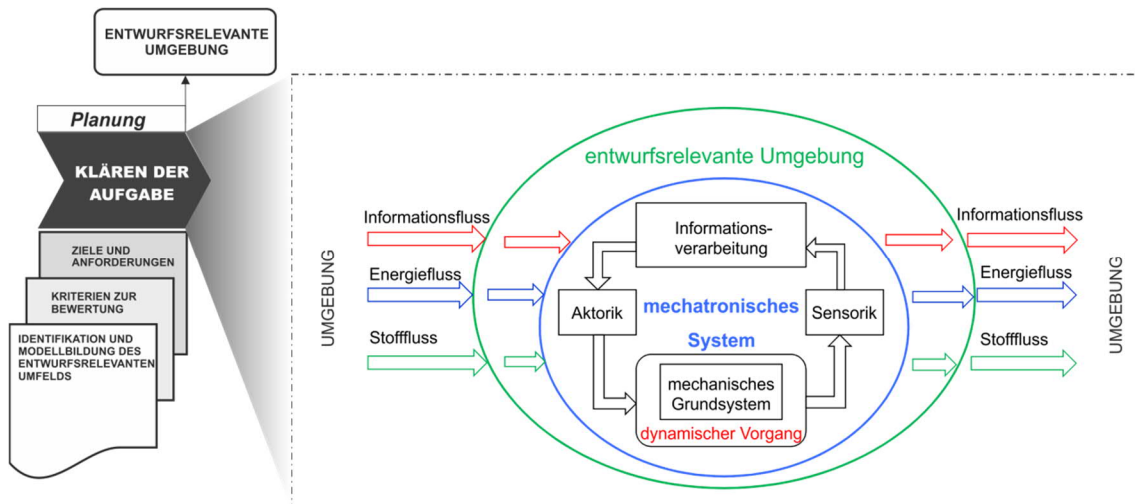 ENTWURFSRELEVANTE
UMGEBUNG
Planung
KLÄREN DER
AUFGABE
ZIELE UND
ANFORDERUNGEN
KRITERIEN ZUR
BEWERTUNG
IDENTIFIKATION UND
MODELLBILDUNG DES
ENTWURFSRELEVANTEN
UMFELDS
UMGEBUNG
Informationsfluss
Energiefluss
Stofffluss
entwurfsrelevante Umgebung
Informations-
verarbeitung
Aktorik
mechatronisches
System
Sensorik
mechanisches
Grundsystem
dynamischer Vorgang
Informationsfluss
Energiefluss
Stofffluss
UMGEBUNG